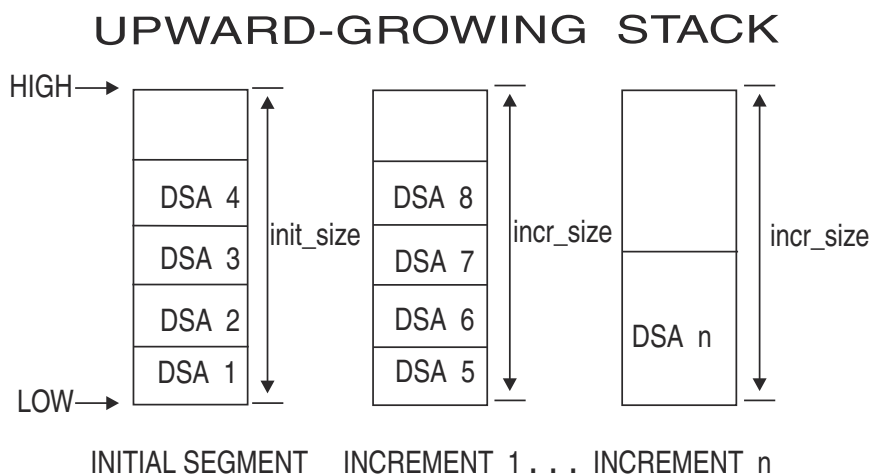 UPWARD-GROWING STACK
HIGH
DSA 4
DSA 3
DSA 2
DSA 1
init_size
LOW
DSA 8
DSA 7
DSA 6
DSA 5
incr_size
DSA n
incr_size
INITIAL SEGMENT INCREMENT 1 . . . INCREMENT n